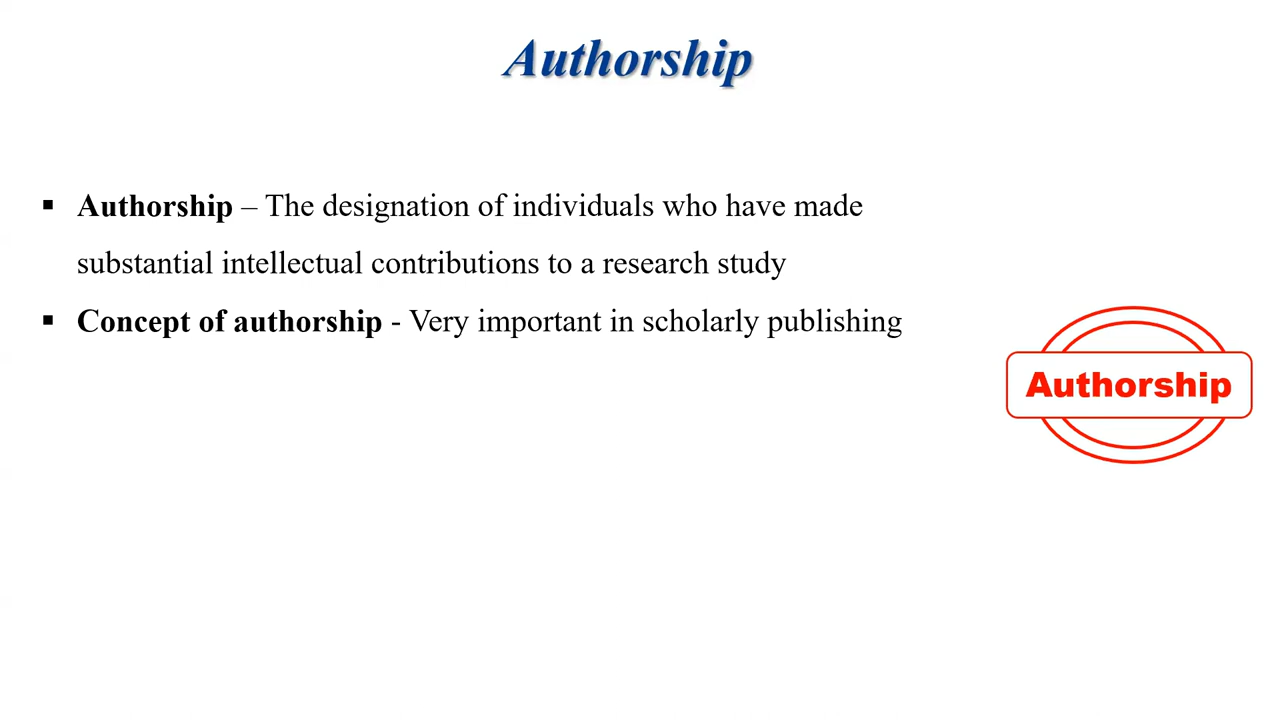 Authorship
▪ Authorship – The designation of individuals who have made
substantial intellectual contributions to a research study
▪ Concept of authorship - Very important in scholarly publishing
Authorship